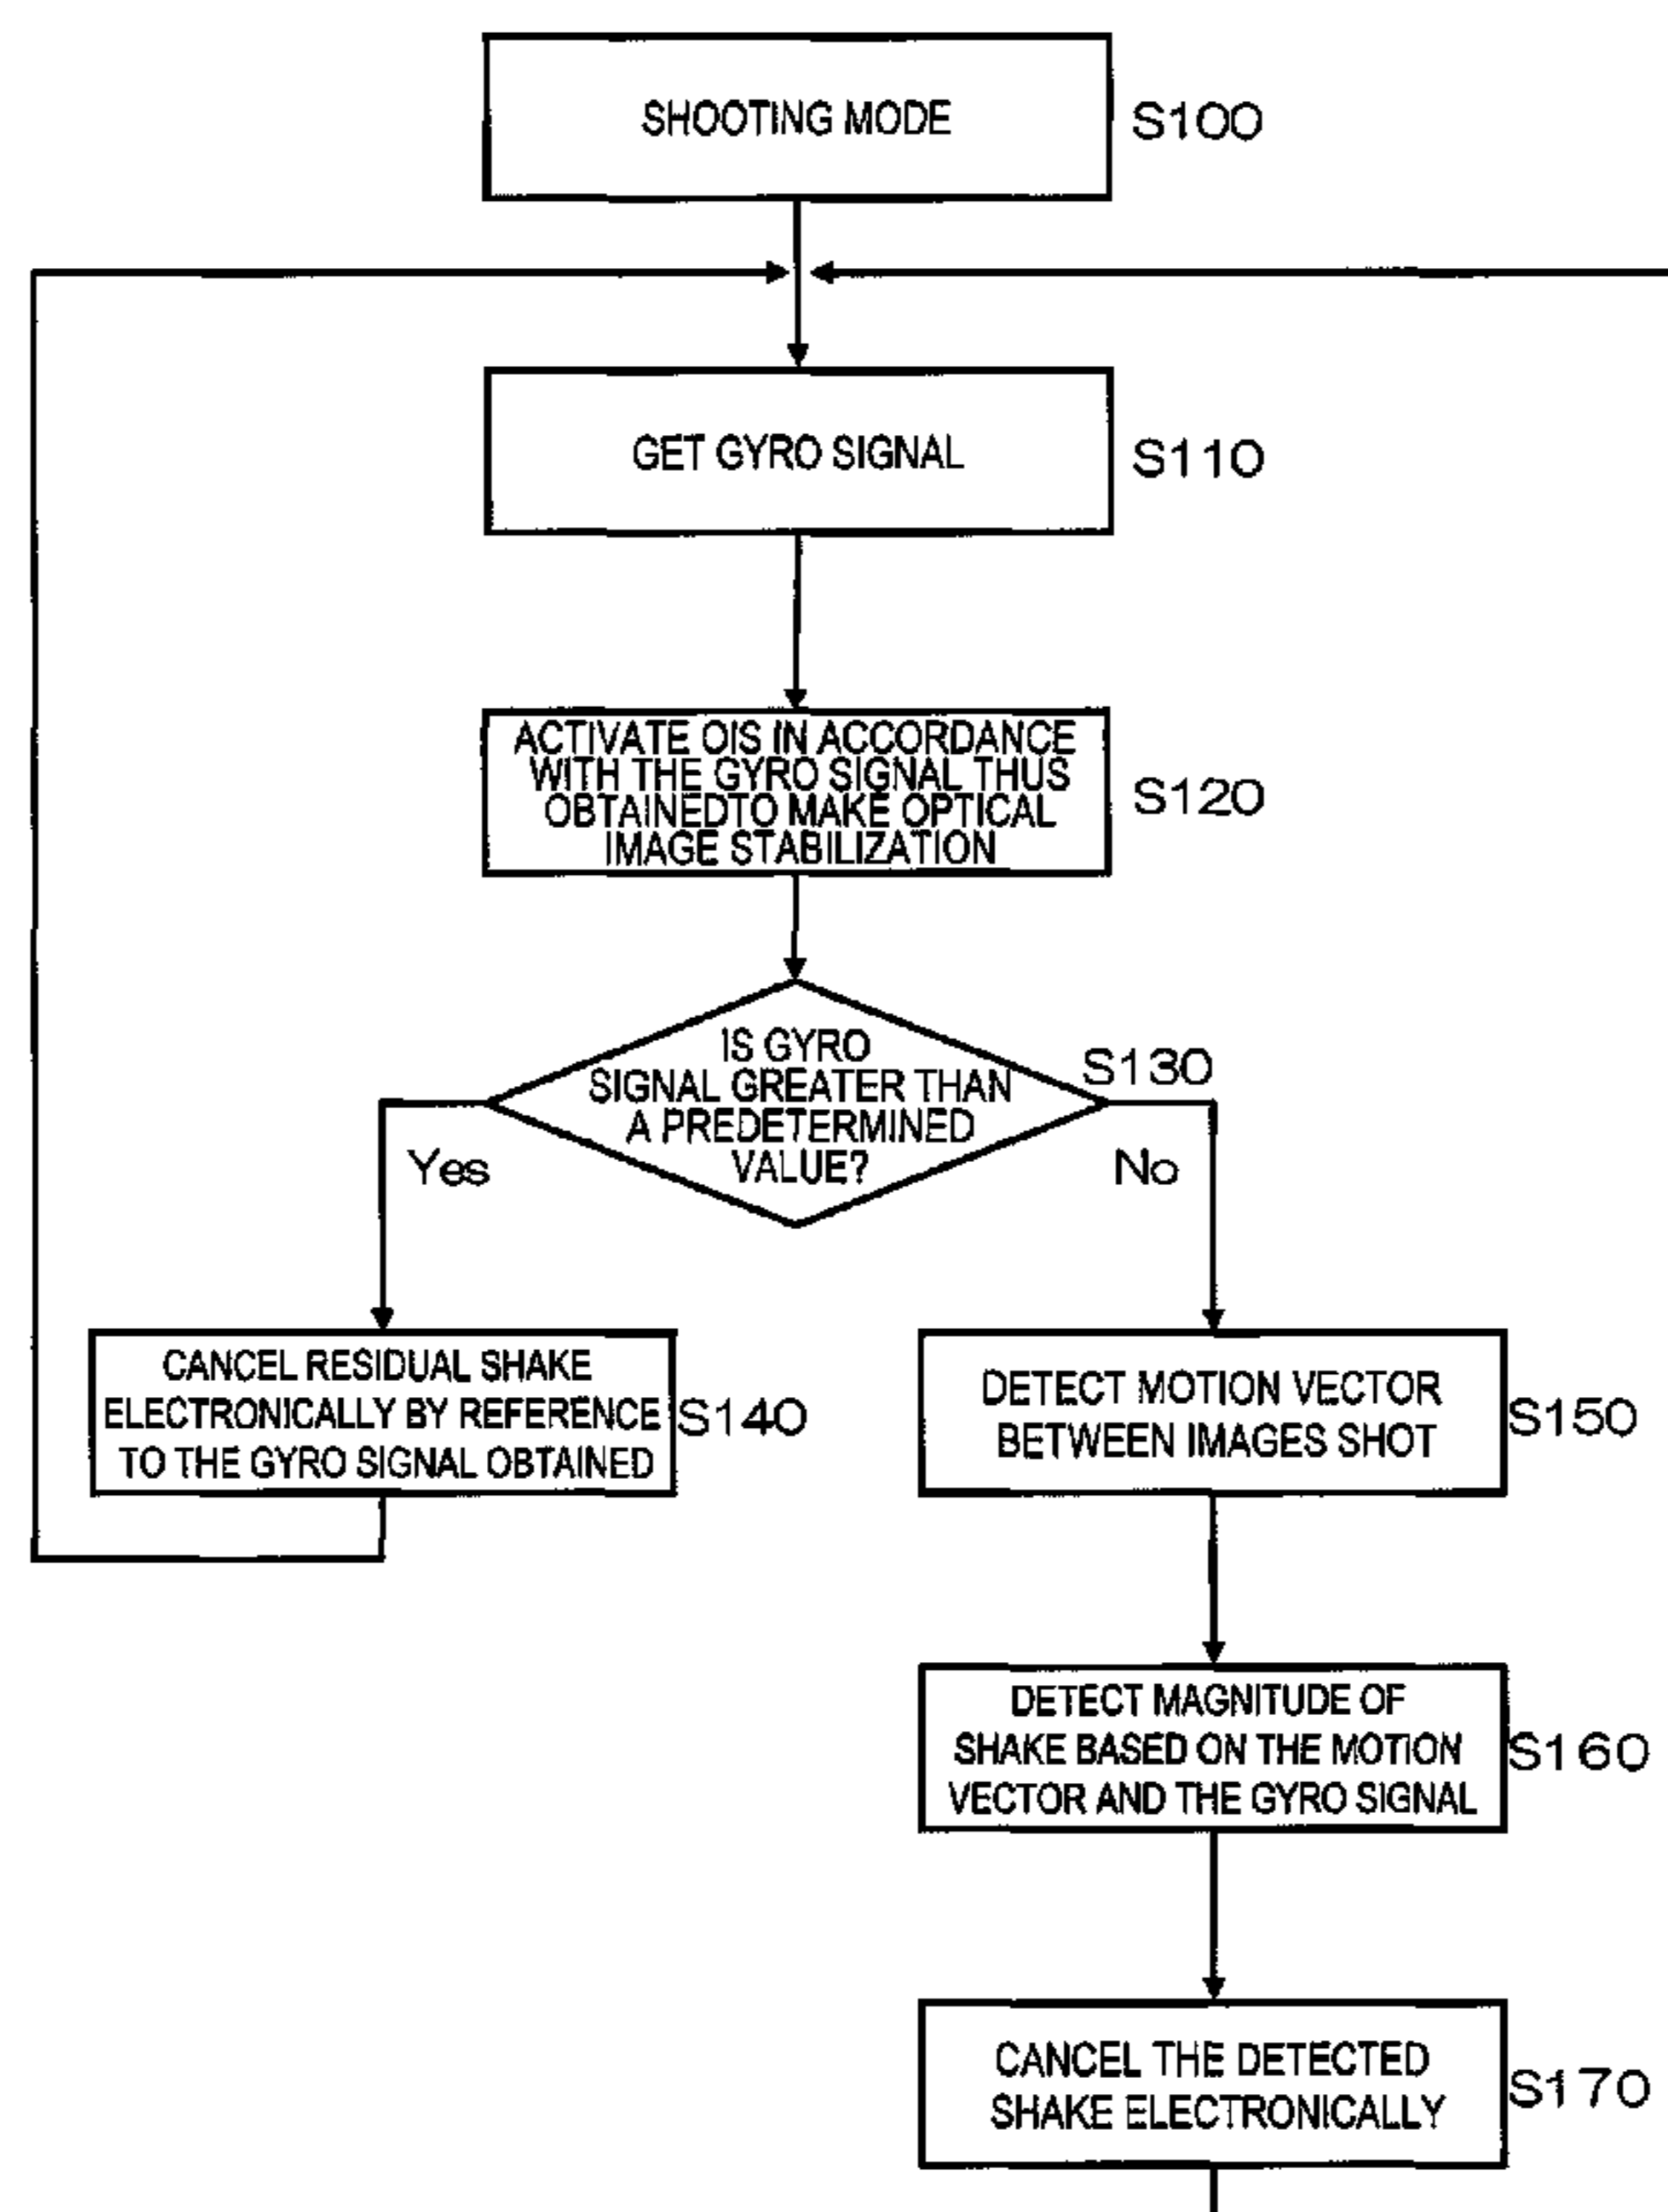 SHOOTING MODE
S100
GET GYRO SIGNAL
S110
ACTIVATE OIS IN ACCORDANCE
WITH THE GYRO SIGNAL THUS
OBTAINEDTO MAKE OPTICAL
IMAGE STABILIZATION
S120
IS GYRO
SIGNAL GREATER THAN
A PREDETERMINED
VALUE?
S130
Yes
No
CANCEL RESIDUAL SHAKE
ELECTRONICALLY BY REFERENCE
TO THE GYRO SIGNAL OBTAINED
S140
DETECT MOTION VECTOR
BETWEEN IMAGES SHOT
S150
DETECT MAGNITUDE OF
SHAKE BASED ON THE MOTION
VECTOR AND THE GYRO SIGNAL
S160
CANCEL THE DETECTED
SHAKE ELECTRONICALLY
S170